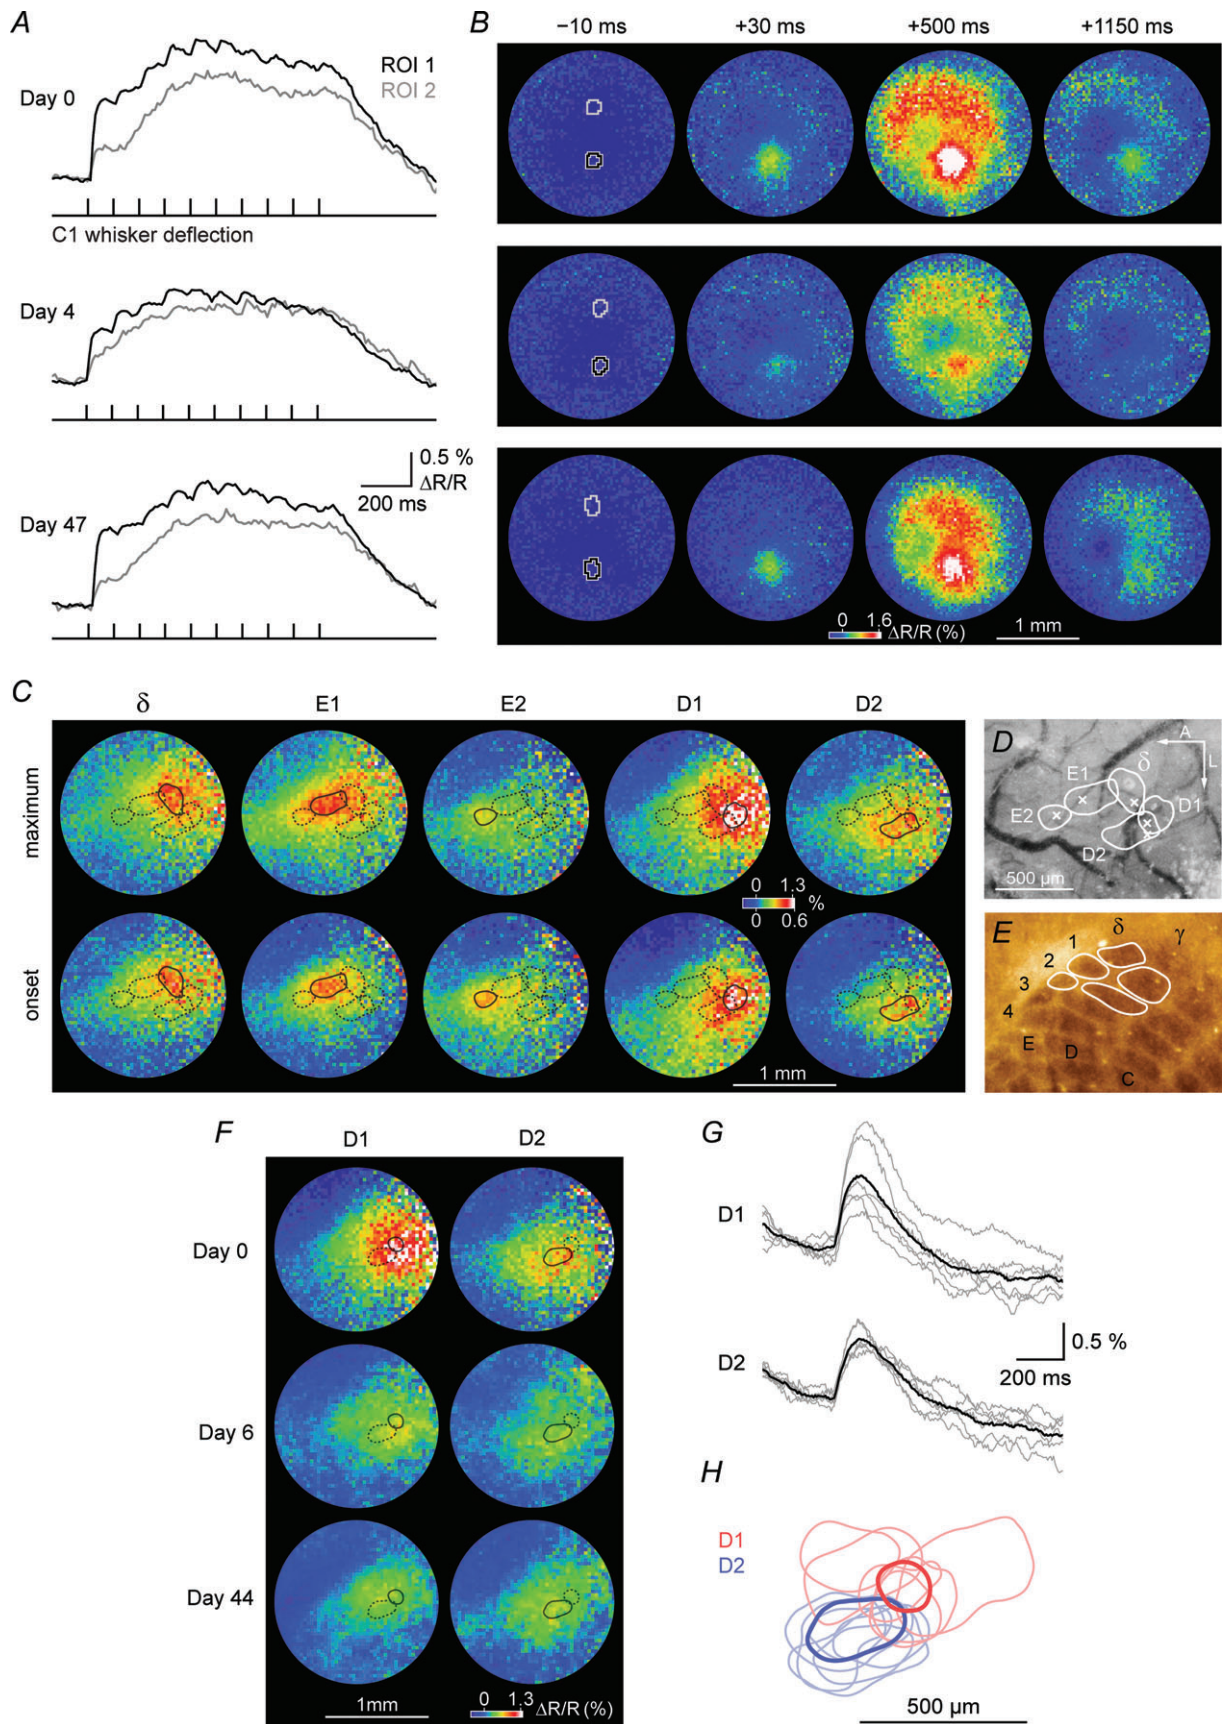 A
Day 0
ROI 1
ROI 2
C1 whisker deflection
Day 4
0.5 %
ΔR/R
200 ms
Day 47
B
−10 ms
+30 ms
+500 ms
+1150 ms
0 1.6
ΔR/R (%)
1 mm
C
δ
E1
E2
D1
D2
maximum
0 1.3
%
0 0.6
onset
1 mm
D
A
L
δ
E1
D1
E2
D2
500 µm
E
δ
γ
1
2
3
4
E
D
C
F
D1
D2
Day 0
Day 6
Day 44
1mm
0 1.3
ΔR/R (%)
G
D1
D2
0.5 %
200 ms
H
D1
D2
500 µm